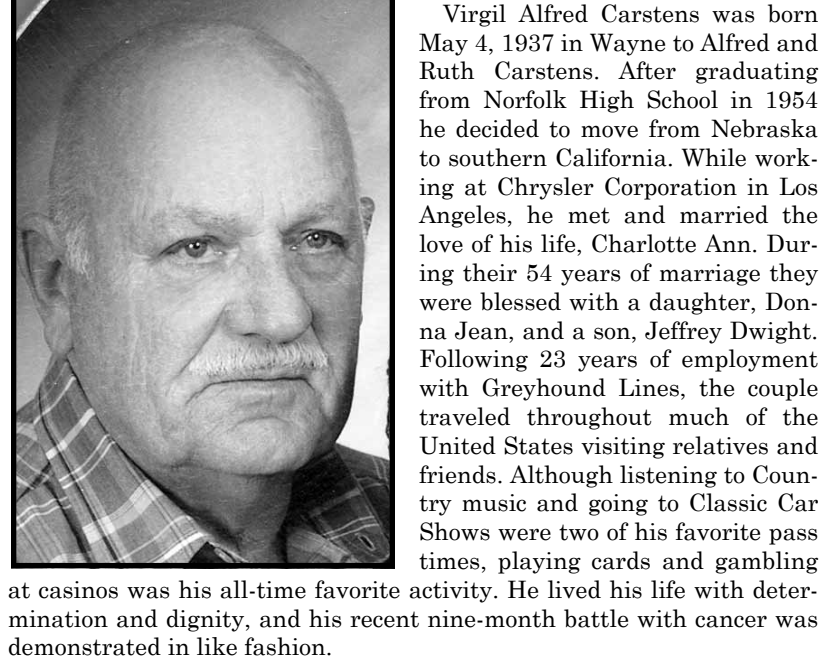 Virgil Alfred Carstens was born
May 4, 1937 in Wayne to Alfred and
Ruth Carstens. After graduating
from Norfolk High School in 1954
he decided to move from Nebraska
to southern California. While work-
ing at Chrysler Corporation in Los
Angeles, he met and married the
love of his life, Charlotte Ann. Dur-
ing their 54 years of marriage they
were blessed with a daughter, Don-
na Jean, and a son, Jeffrey Dwight.
Following 23 years of employment
with Greyhound Lines, the couple
traveled throughout much of the
United States visiting relatives and
friends. Although listening to Coun-
try music and going to Classic Car
Shows were two of his favorite pass
times, playing cards and gambling
at casinos was his all-time favorite activity. He lived his life with deter-
mination and dignity, and his recent nine-month battle with cancer was
demonstrated in like fashion.